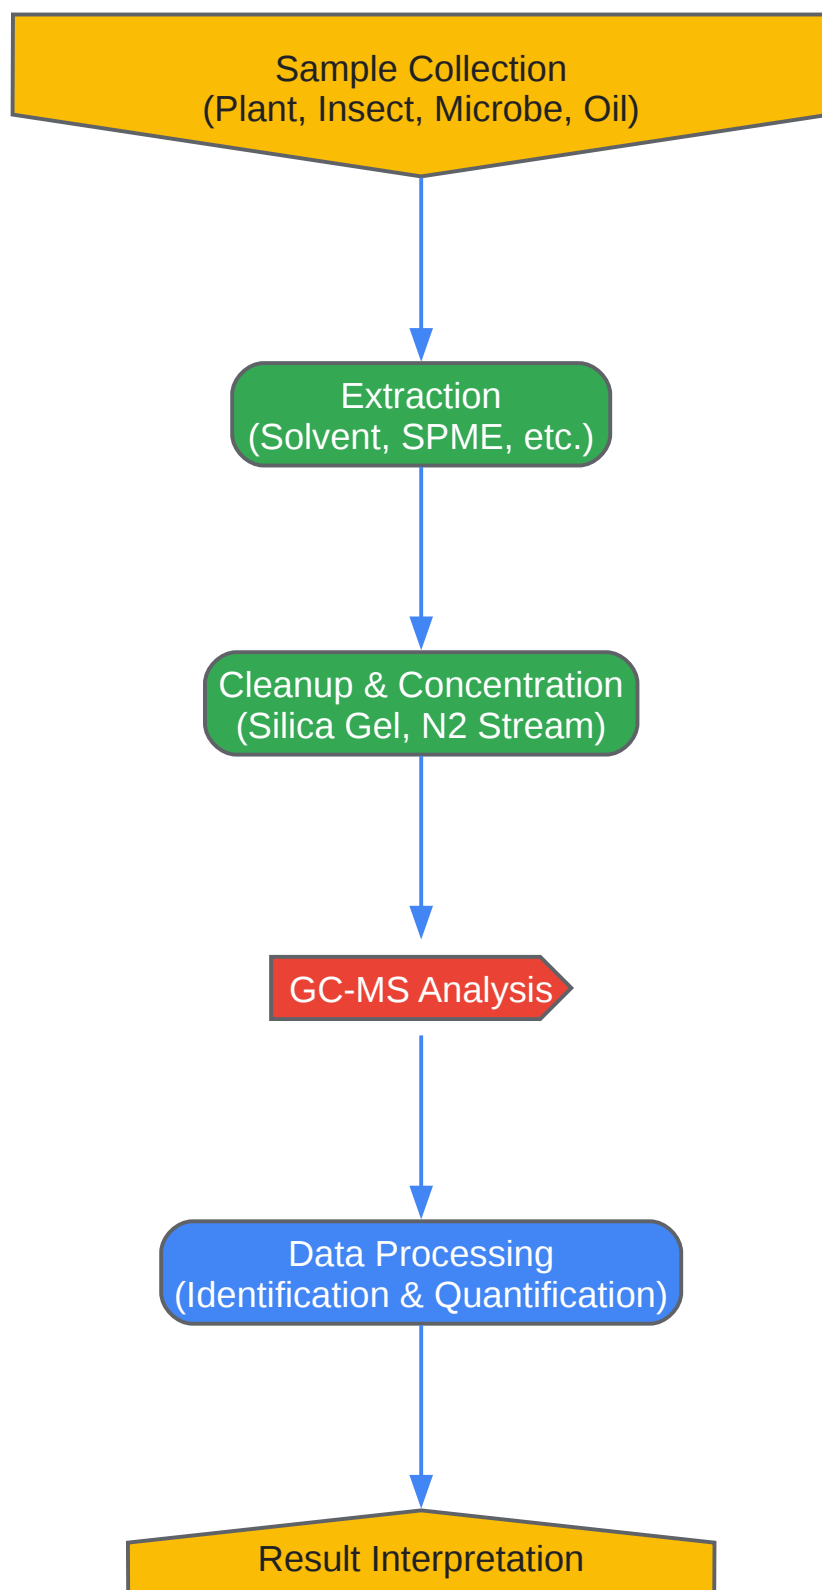 Sample Collection
(Plant, Insect, Microbe, Oil)
Extraction
(Solvent, SPME, etc.)
Cleanup & Concentration
(Silica Gel, N2 Stream)
GC-MS Analysis
Data Processing
(Identification & Quantification)
Result Interpretation